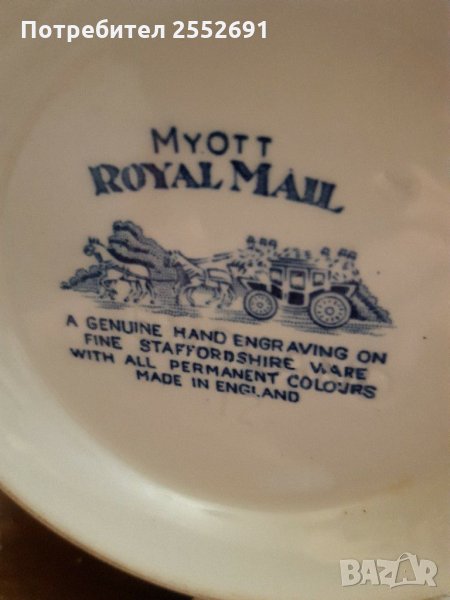 Потребител 2552691
MYOTT
ROYAL MAIL
A GENUINE HAND ENGRAVING ON
FINE STAFFORDSHIRE WARE
WITH ALL PERMANENT COLOURS
MADE IN ENGLAND
BAZAR